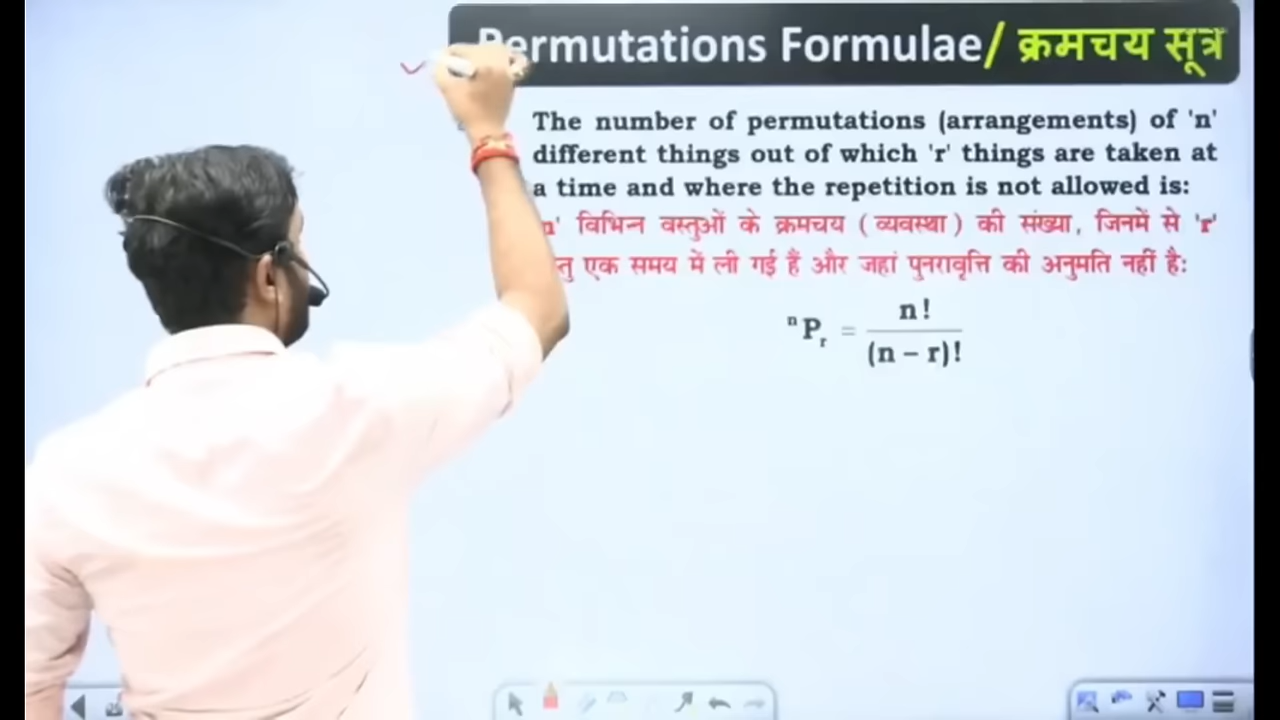 Permutations Formulae/ क्रमचय सूत्र
The number of permutations (arrangements) of 'n'
different things out of which 'r' things are taken at
a time and where the repetition is not allowed is:
n' विभिन्न वस्तुओं के क्रमचय (व्यवस्था) की संख्या, जिनमें से 'r'
एक समय में ली गई हैं और जहां पुनरावृत्ति की अनुमति नहीं है:
ⁿPᵣ = n! / (n – r)!